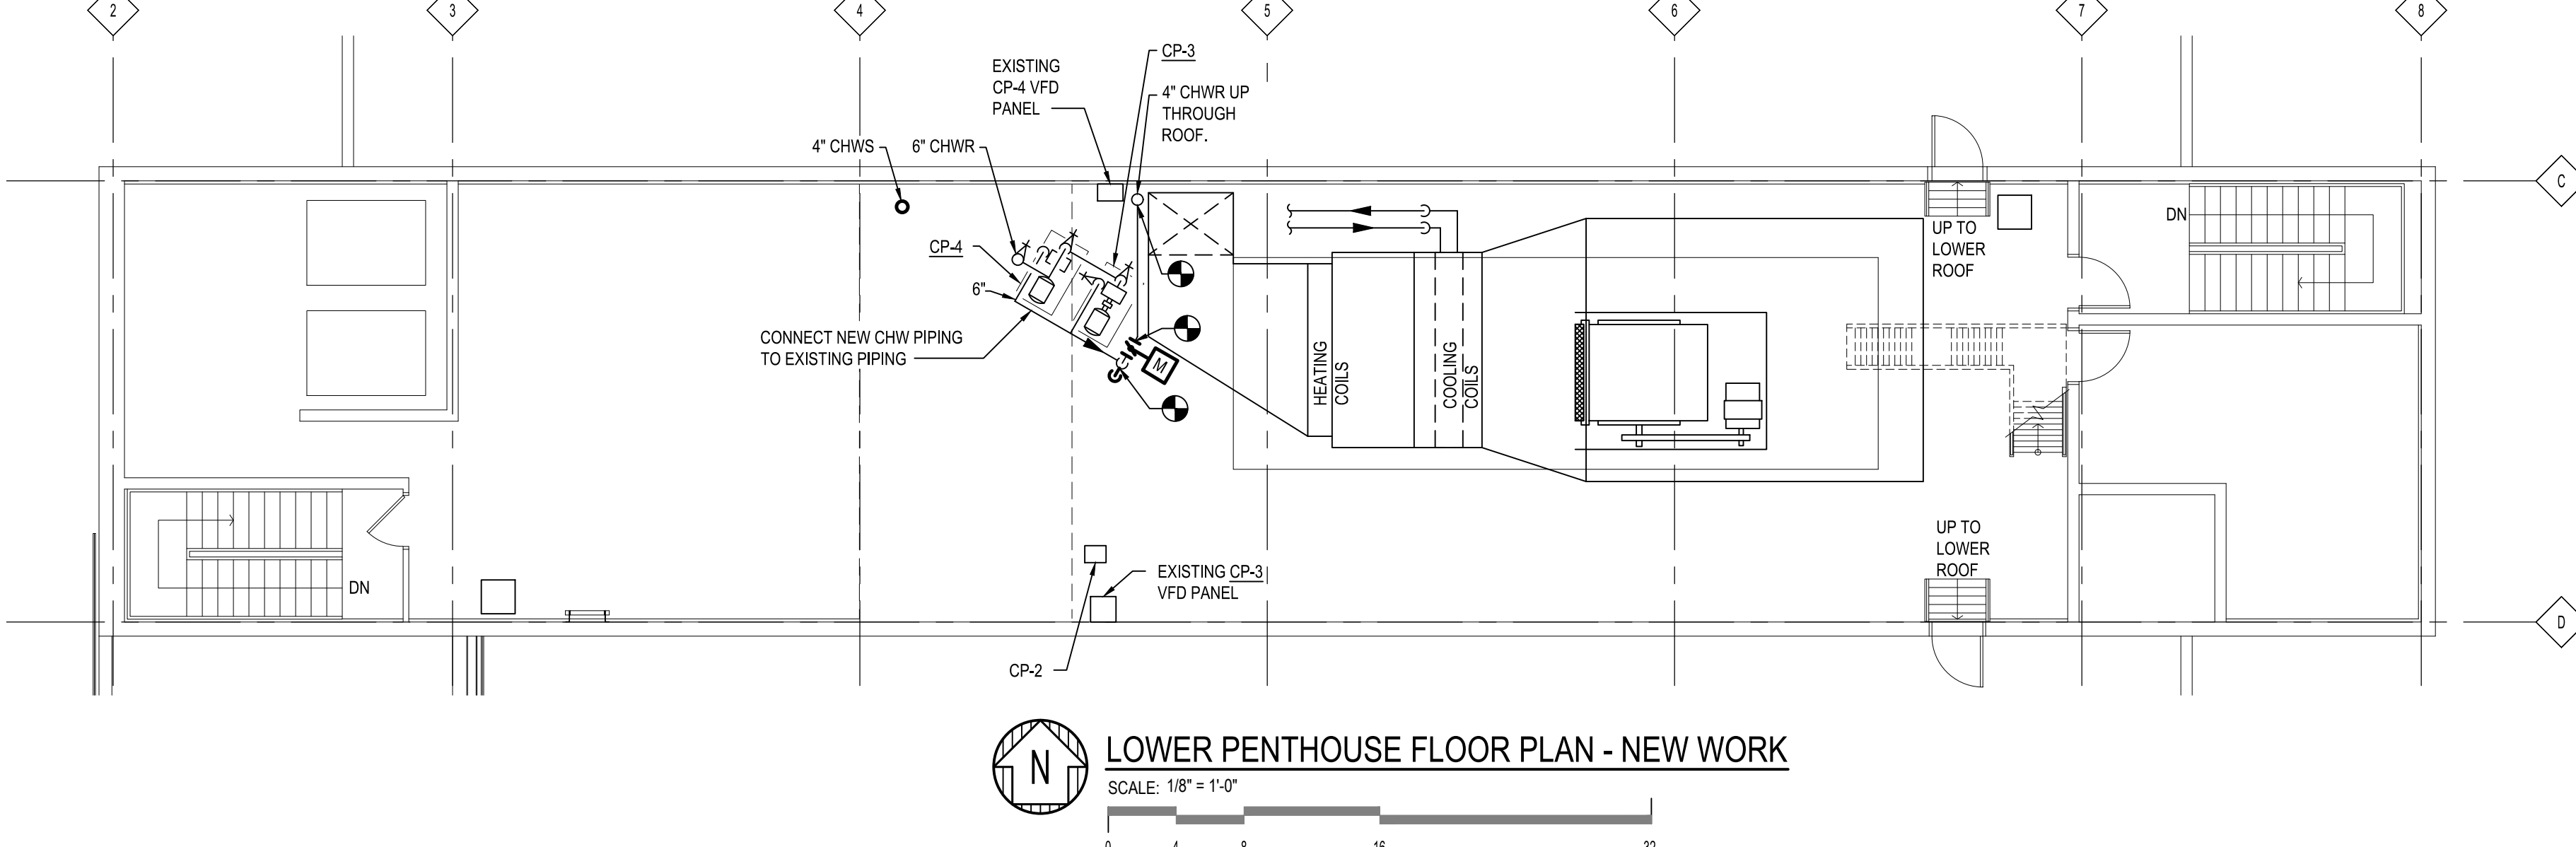 2
3
4
5
6
7
8
CP-3
EXISTING
CP-4 VFD
PANEL
4" CHWR UP
THROUGH
ROOF.
4" CHWS
6" CHWR
C
CP-4
6"
CONNECT NEW CHW PIPING
TO EXISTING PIPING
M
HEATING
COILS
COOLING
COILS
UP TO
LOWER
ROOF
DN
UP TO
LOWER
ROOF
DN
EXISTING CP-3
VFD PANEL
D
CP-2
N
LOWER PENTHOUSE FLOOR PLAN - NEW WORK
SCALE: 1/8" = 1'-0"
0 4 8 16 32